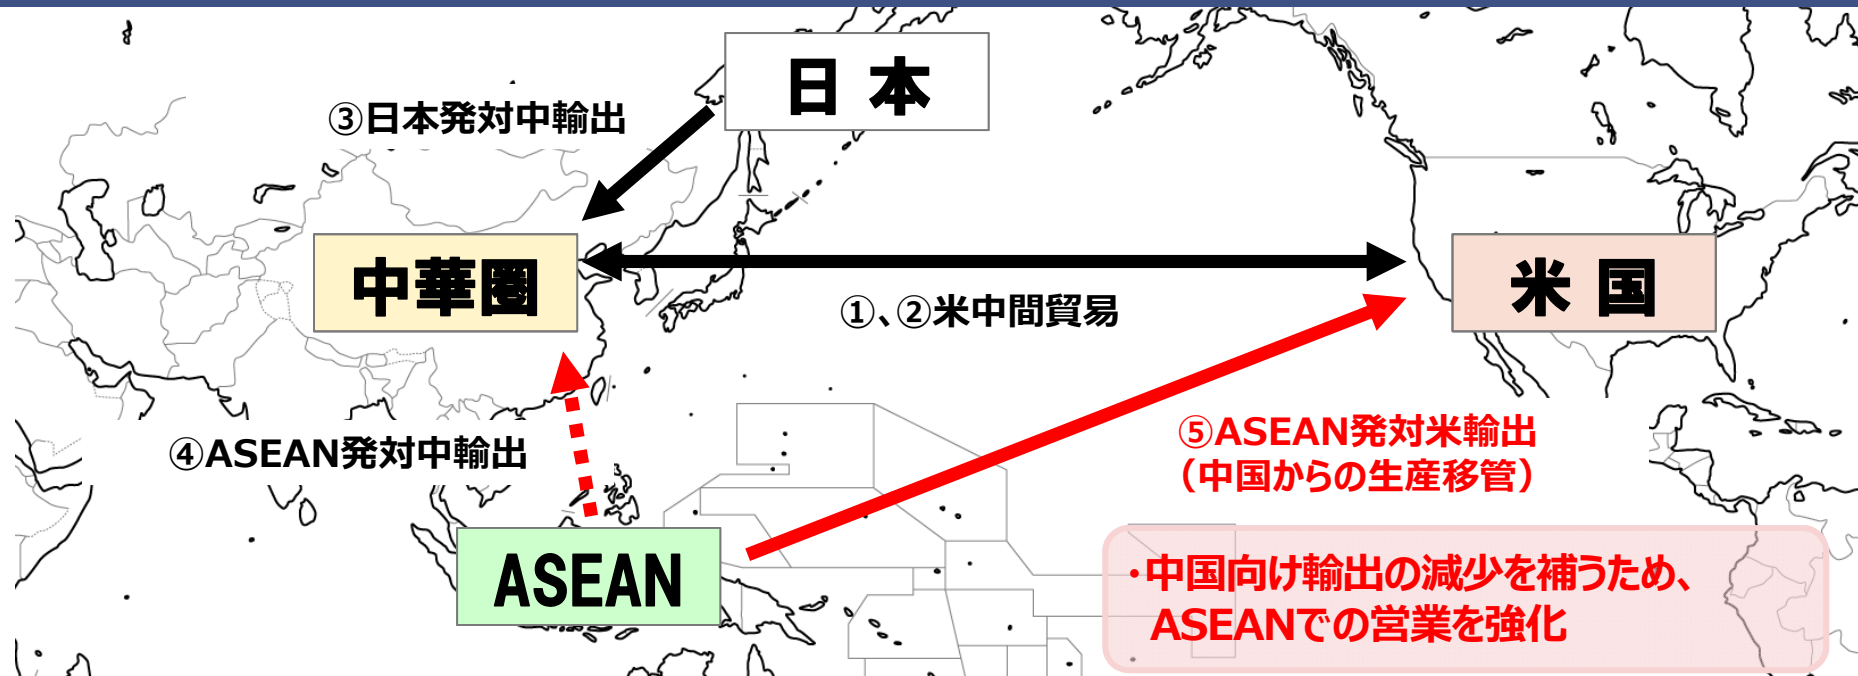 日 本
③日本発対中輸出
中華圏
米 国
①、②米中間貿易
④ASEAN発対中輸出
⑤ASEAN発対米輸出
（中国からの生産移管）
ASEAN
・中国向け輸出の減少を補うため、
ASEANでの営業を強化